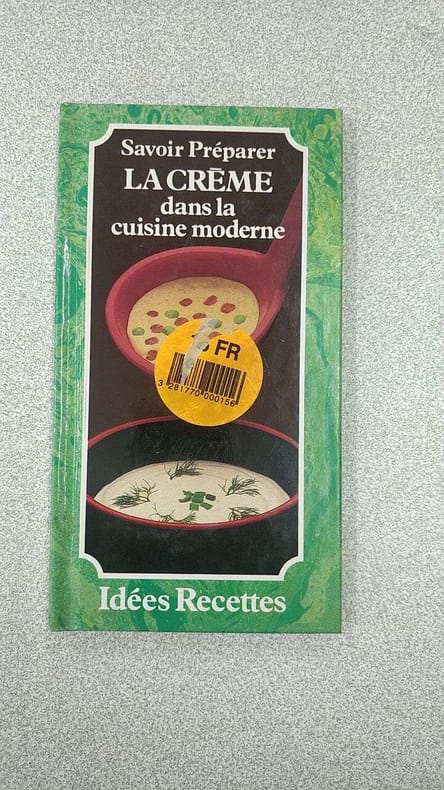 Savoir Préparer
LA CRÈME
dans la
cuisine moderne
FR
3 281770 000156
Idées Recettes